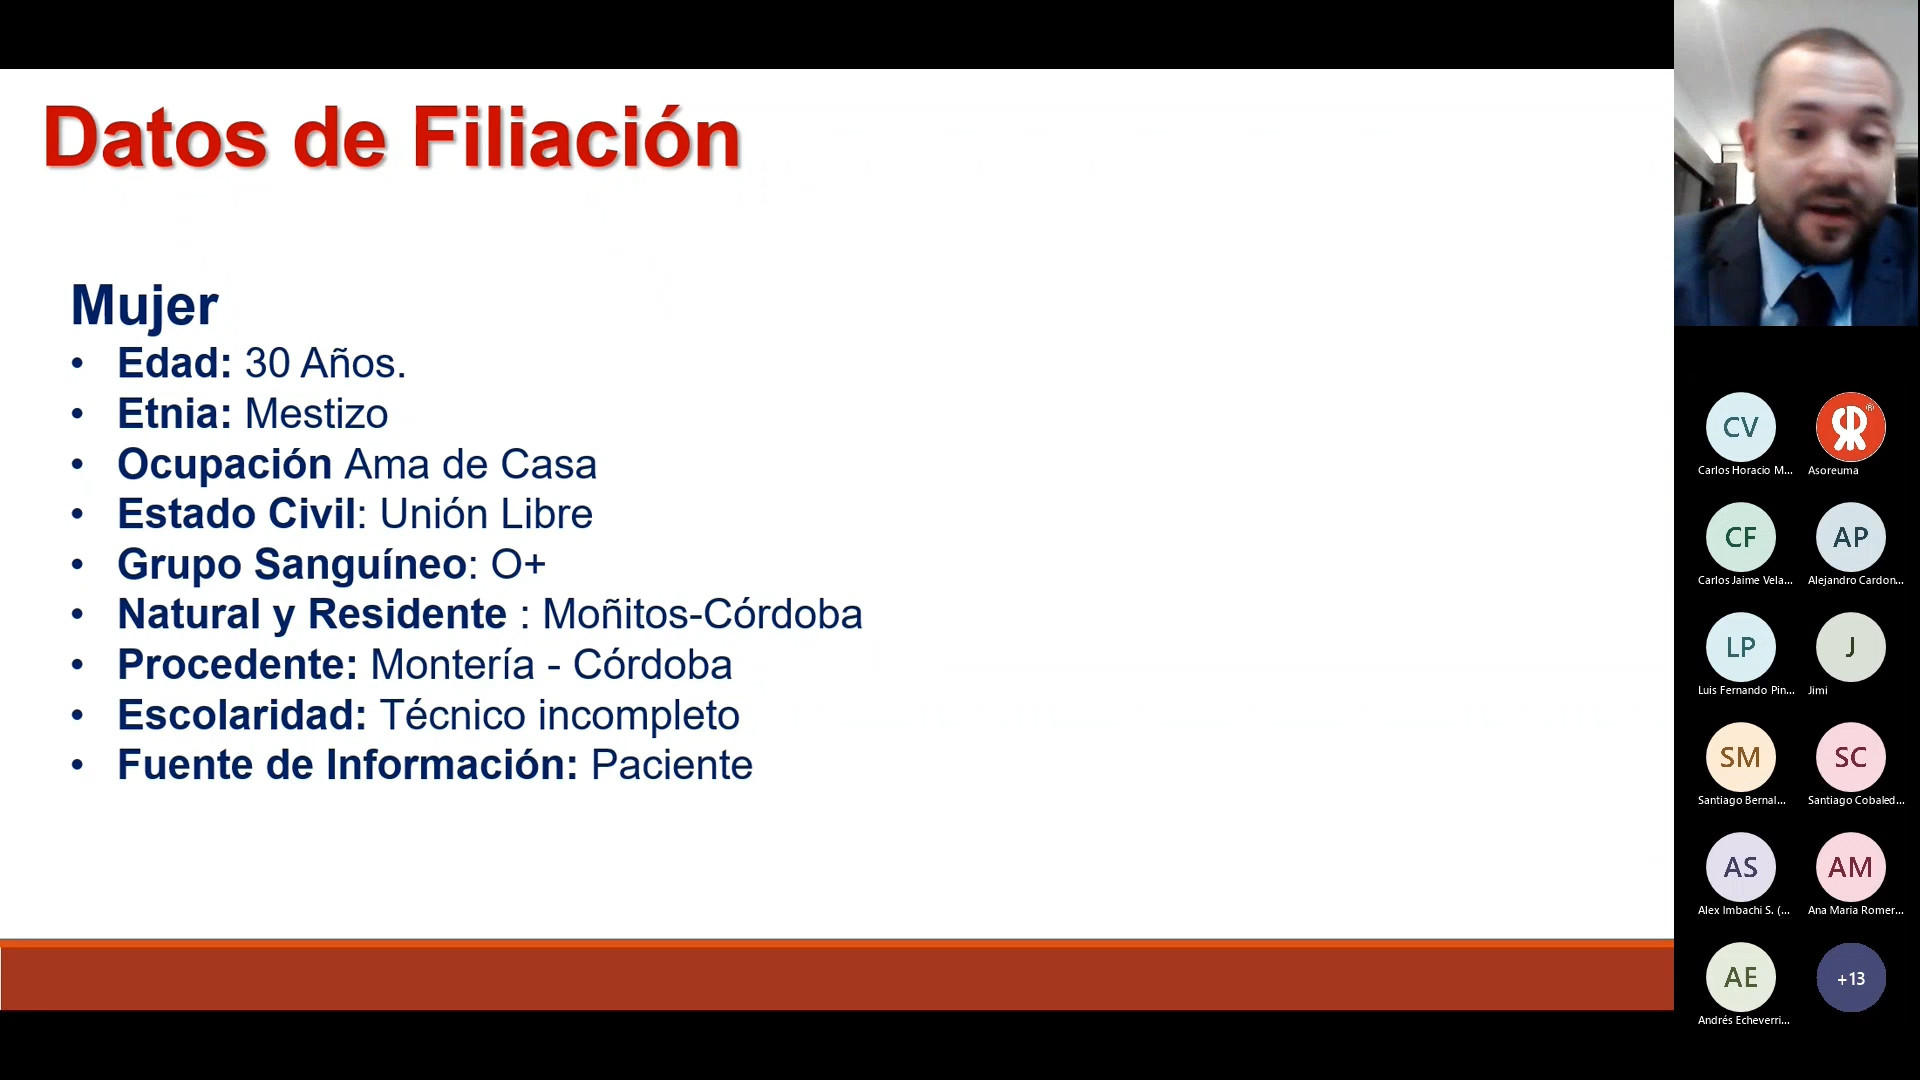 Datos de Filiación
Mujer
• Edad: 30 Años.
• Etnia: Mestizo
• Ocupación Ama de Casa
• Estado Civil: Unión Libre
• Grupo Sanguíneo: O+
• Natural y Residente : Moñitos-Córdoba
• Procedente: Montería - Córdoba
• Escolaridad: Técnico incompleto
• Fuente de Información: Paciente
CV
Carlos Horacio M...
Asoreuma
CF
Carlos Jaime Vela...
AP
Alejandro Cardon...
LP
Luis Fernando Pin...
J
Jimi
SM
Santiago Bernal...
SC
Santiago Cobaled...
AS
Alex Imbachi S. (...
AM
Ana Maria Romer...
AE
Andrés Echeverri...
+13